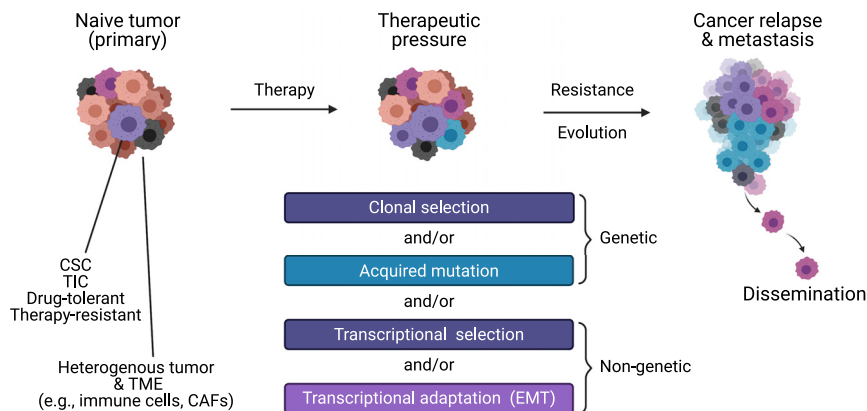 Naive tumor
(primary)
Therapy
Therapeutic
pressure
Resistance
Evolution
Cancer relapse
& metastasis
CSC
TIC
Drug-tolerant
Therapy-resistant
Heterogenous tumor
& TME
(e.g., immune cells, CAFs)
Clonal selection
and/or
Acquired mutation
Genetic
and/or
Transcriptional selection
and/or
Transcriptional adaptation (EMT)
Non-genetic
Dissemination